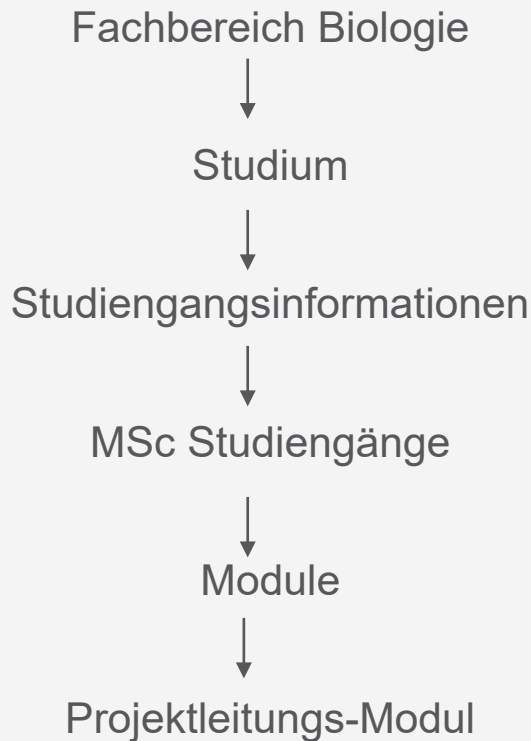 Fachbereich Biologie
Studium
Studiengangsinformationen
MSc Studiengänge
Module
Projektleitungs-Modul